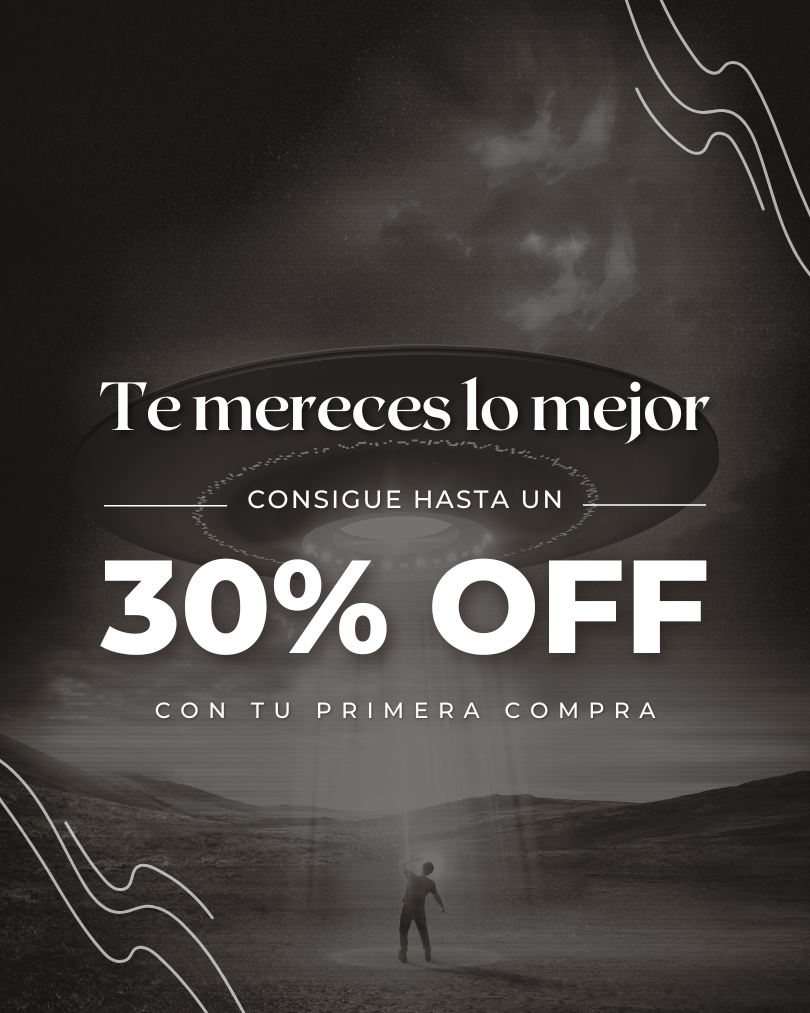 Te mereces lo mejor
CONSIGUE HASTA UN
30% OFF
CON TU PRIMERA COMPRA